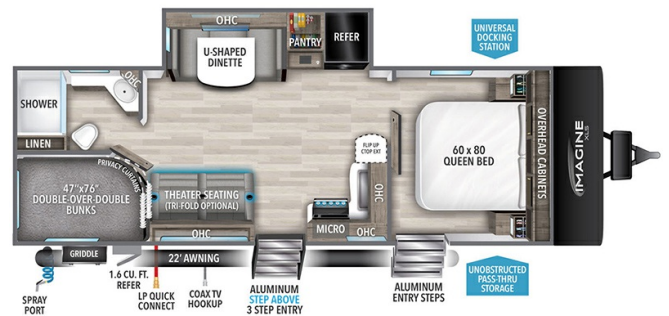 OHC
U-SHAPED
DINETTE
PANTRY
REFER
UNIVERSAL
DOCKING
STATION
SHOWER
OHC
LINEN
PRIVACY CURTAINS
47"x76"
DOUBLE-OVER-DOUBLE
BUNKS
THEATER SEATING
(TRI-FOLD OPTIONAL)
OHC
FLIP UP
CTOP EXT
OHC
MICRO
OHC
60 x 80
QUEEN BED
OVERHEAD CABINETS
IMAGINE
XLS
GRIDDLE
22' AWNING
SPRAY
PORT
1.6 CU. FT.
REFER
LP QUICK
CONNECT
COAX TV
HOOKUP
ALUMINUM
STEP ABOVE
3 STEP ENTRY
ALUMINUM
ENTRY STEPS
UNOBSTRUCTED
PASS-THRU
STORAGE